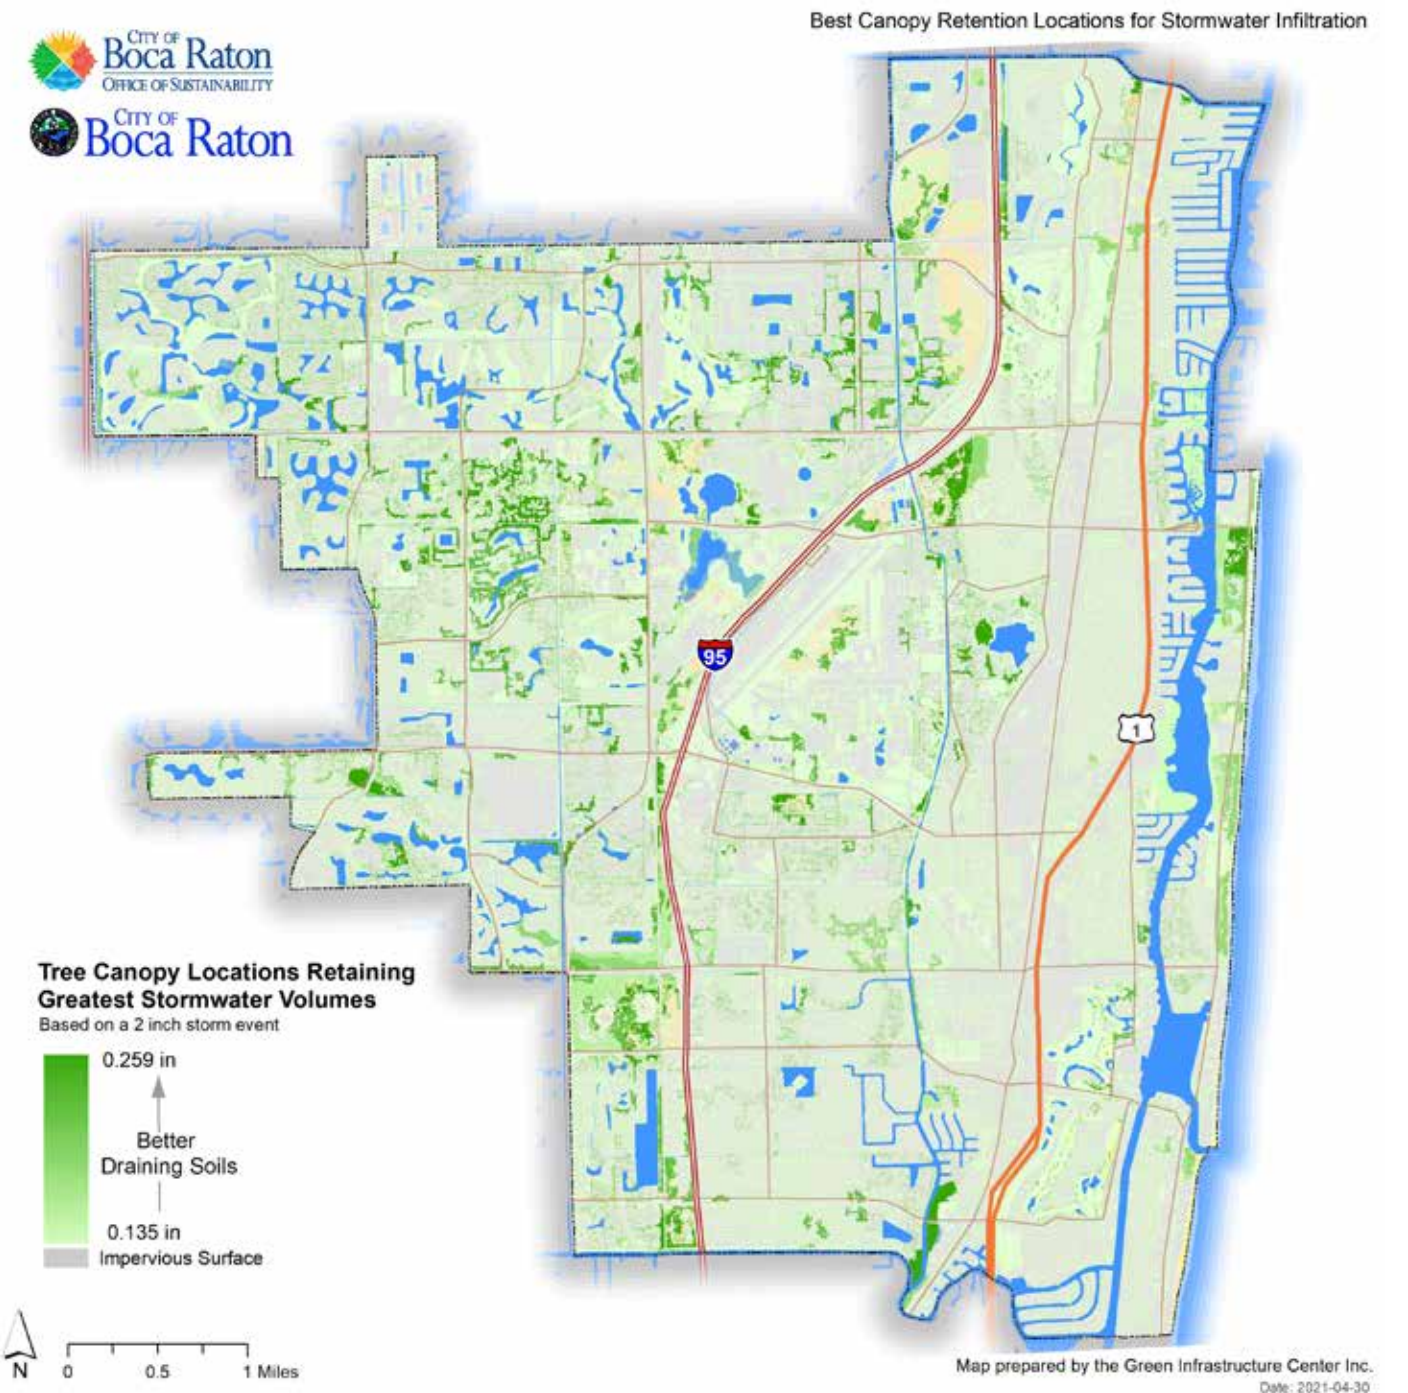 Best Canopy Retention Locations for Stormwater Infiltration
CITY OF
Boca Raton
OFFICE OF SUSTAINABILITY
CITY OF
Boca Raton
95
1
Tree Canopy Locations Retaining
Greatest Stormwater Volumes
Based on a 2 inch storm event
0.259 in
Better
Draining Soils
0.135 in
Impervious Surface
N
0 0.5 1 Miles
Map prepared by the Green Infrastructure Center Inc.
Date: 2021-04-30